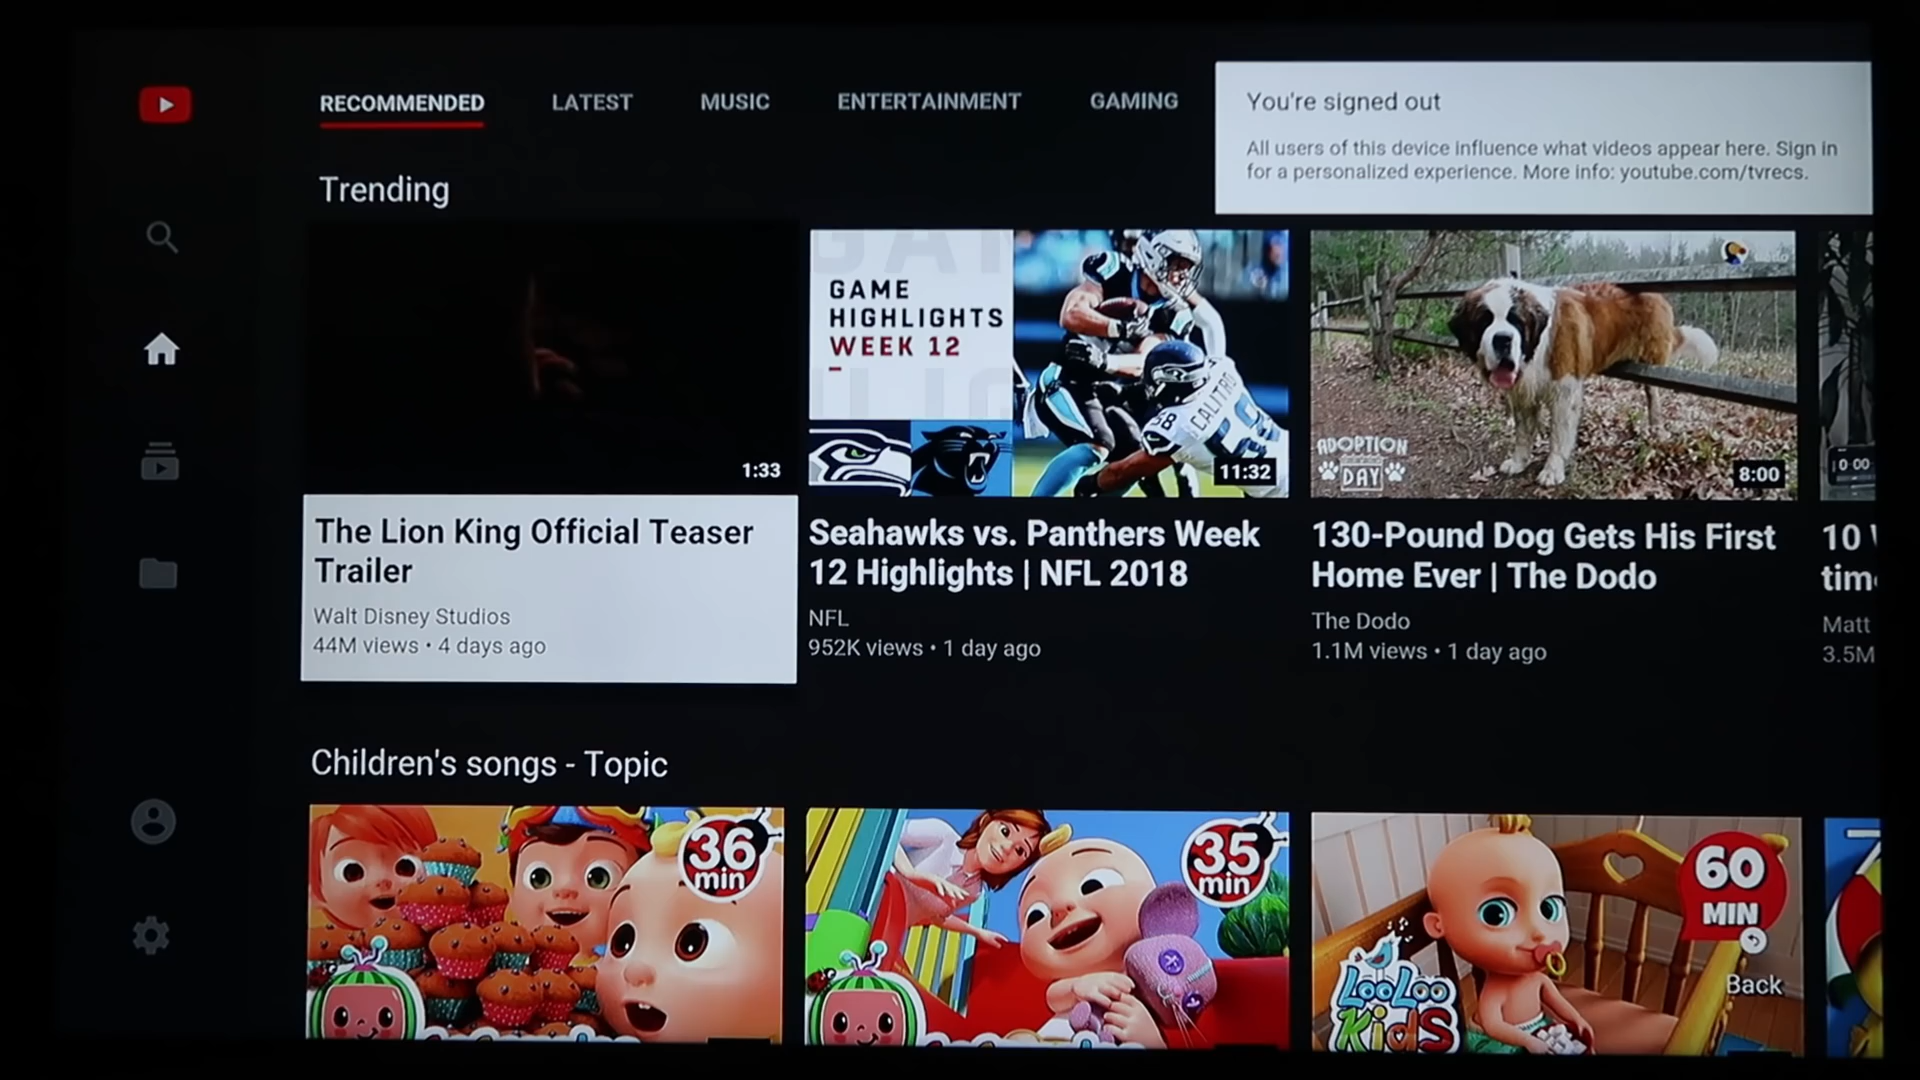 RECOMMENDED LATEST MUSIC ENTERTAINMENT GAMING
You're signed out
All users of this device influence what videos appear here. Sign in
for a personalized experience. More info: youtube.com/tvrecs.
Trending
1:33
GAME
HIGHLIGHTS
WEEK 12
CALITRO
11:32
ADOPTION
DAY
8:00
0:00
The Lion King Official Teaser
Trailer
Walt Disney Studios
44M views • 4 days ago
Seahawks vs. Panthers Week
12 Highlights | NFL 2018
NFL
952K views • 1 day ago
130-Pound Dog Gets His First
Home Ever | The Dodo
The Dodo
1.1M views • 1 day ago
10
tim
Matt
3.5M
Children's songs - Topic
36
min
35
min
60
MIN
LooLoo
KidS
Back